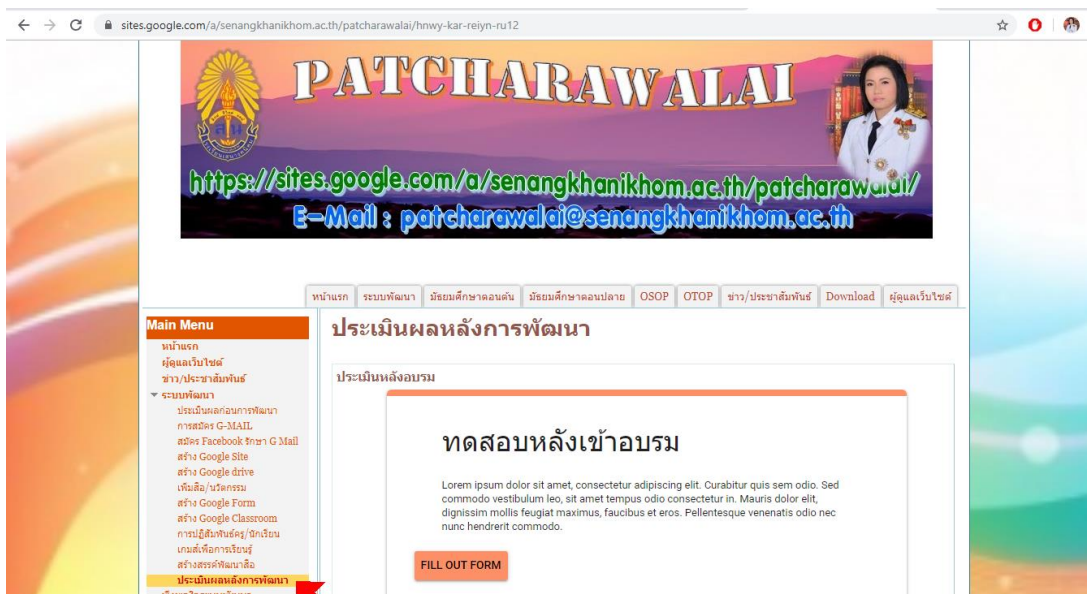 sites.google.com/a/senangkhanikhom.ac.th/patcharawalai/hnwy-kar-reiyn-ru12
PATCHARAWALAI
https://sites.google.com/a/senangkhanikhom.ac.th/patcharawalai/
E-Mail : patcharawalai@senangkhanikhom.ac.th
หน้าแรก ระบบพัฒนา มัธยมศึกษาตอนต้น มัธยมศึกษาตอนปลาย OSOP OTOP ข่าว/ประชาสัมพันธ์ Download ผู้ดูแลเว็บไซต์
Main Menu
หน้าแรก
ผู้ดูแลเว็บไซต์
ข่าว/ประชาสัมพันธ์
ระบบพัฒนา
ประเมินผลก่อนการพัฒนา
การสมัคร G-MAIL
สมัคร Facebook รักษา G Mail
สร้าง Google Site
สร้าง Google drive
เพิ่มสื่อ/นวัตกรรม
สร้าง Google Form
สร้าง Google Classroom
การปฏิสัมพันธ์ครู/นักเรียน
เกมส์เพื่อการเรียนรู้
สร้างสรรค์พัฒนาสื่อ
ประเมินผลหลังการพัฒนา
ประเมินผลหลังการพัฒนา
ประเมินหลังอบรม
ทดสอบหลังเข้าอบรม
Lorem ipsum dolor sit amet, consectetur adipiscing elit. Curabitur quis sem odio. Sed
commodo vestibulum leo, sit amet tempus odio consectetur in. Mauris dolor elit,
dignissim mollis feugiat maximus, faucibus et eros. Pellentesque venenatis odio nec
nunc hendrerit commodo.
FILL OUT FORM